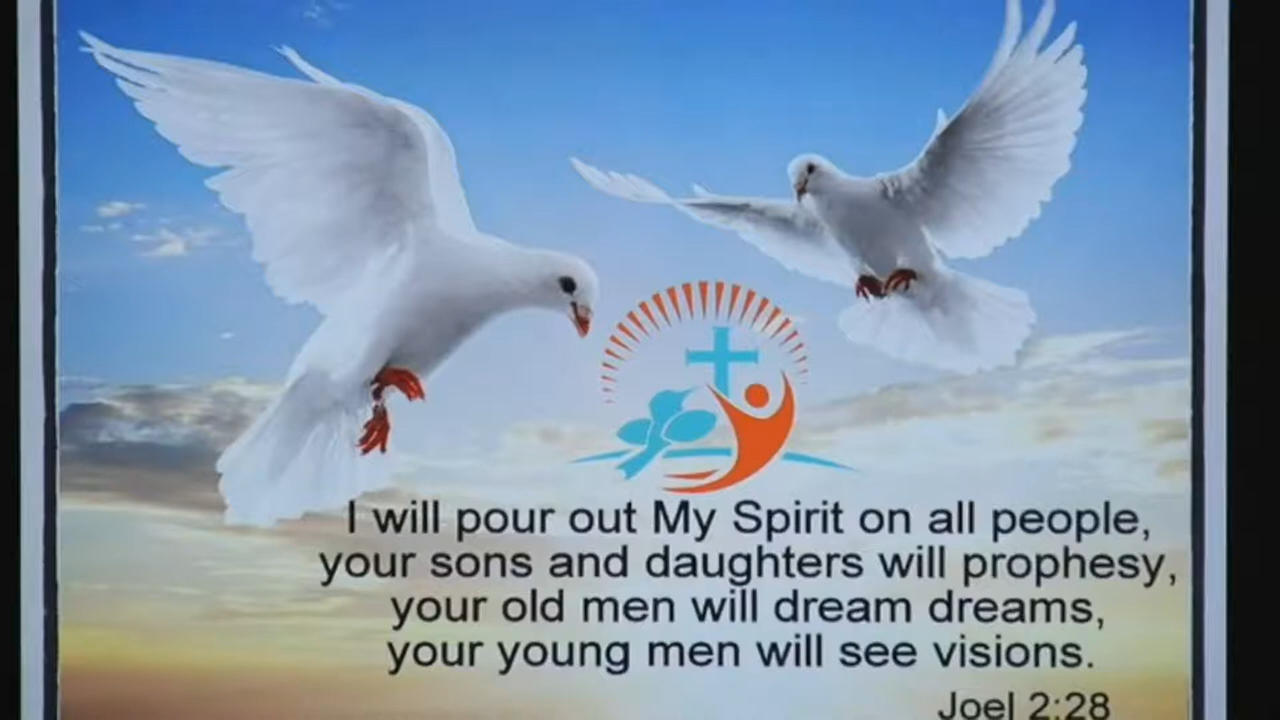 I will pour out My Spirit on all people,
your sons and daughters will prophesy,
your old men will dream dreams,
your young men will see visions.
Joel 2:28